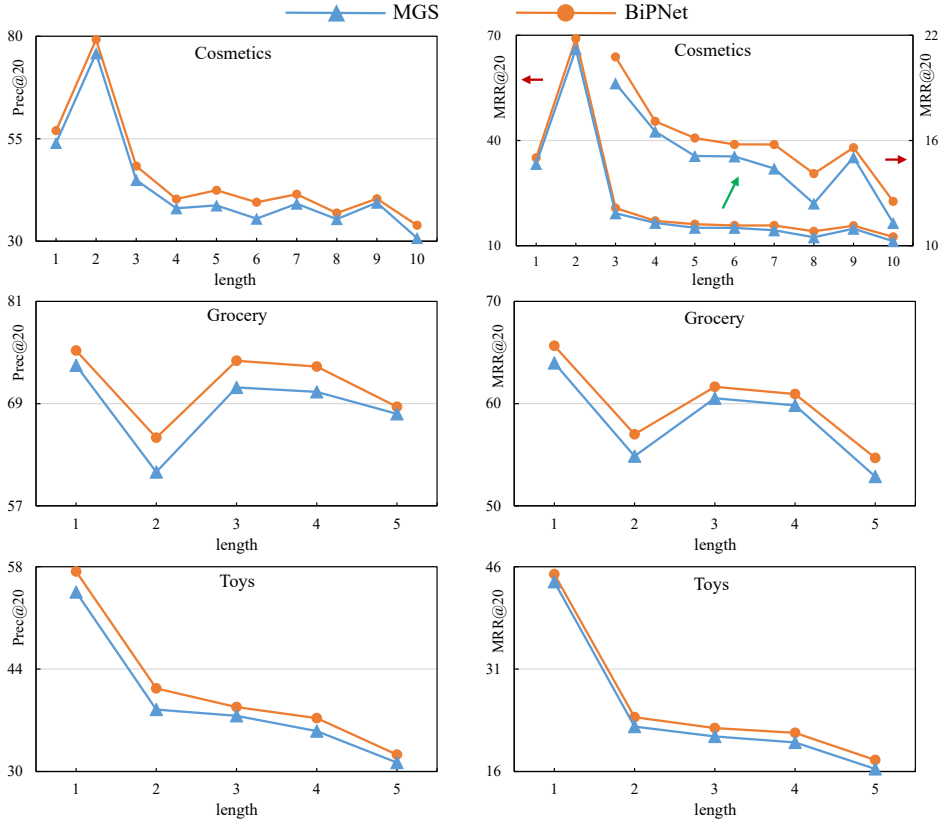 MGS BiPNet
Cosmetics
Prec@20
80
55
30
1 2 3 4 5 6 7 8 9 10
length
Cosmetics
MRR@20
70
40
10
MRR@20
22
16
10
1 2 3 4 5 6 7 8 9 10
length
Grocery
Prec@20
81
69
57
1 2 3 4 5
length
Grocery
MRR@20
70
60
50
1 2 3 4 5
length
Toys
Prec@20
58
44
30
1 2 3 4 5
length
Toys
MRR@20
46
31
16
1 2 3 4 5
length